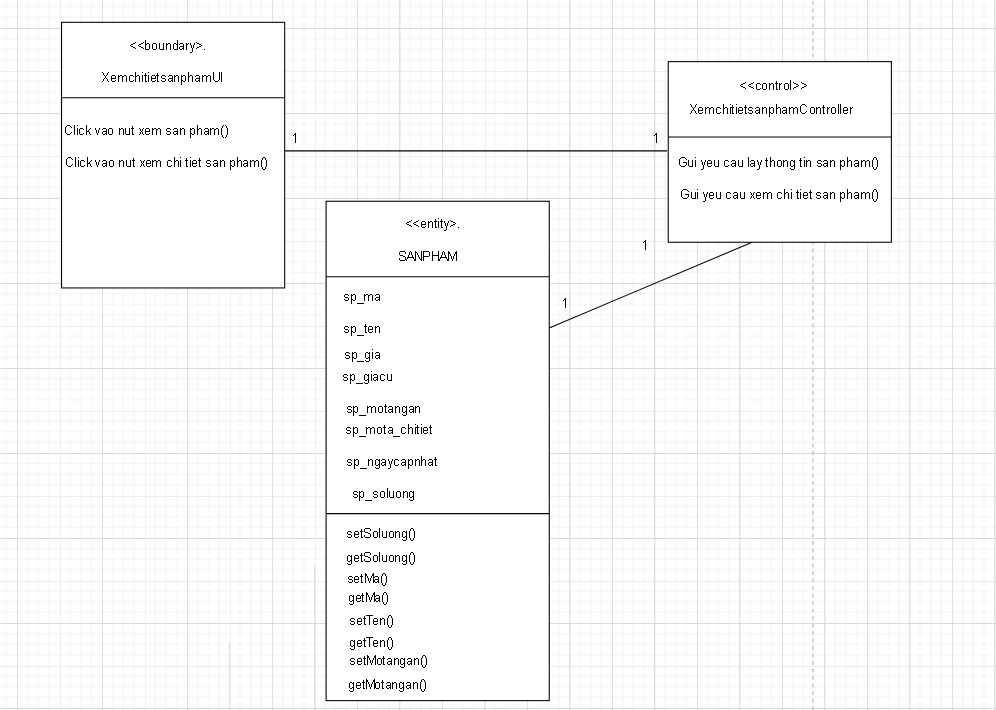 <<boundary>.
XemchitietsanphamUI
Click vao nut xem san pham()
Click vao nut xem chi tiet san pham()
1
1
<<control>>
XemchitietsanphamController
Gui yeu cau lay thong tin san pham()
Gui yeu cau xem chi tiet san pham()
1
1
<<entity>.
SANPHAM
sp_ma
sp_ten
sp_gia
sp_giacu
sp_motangan
sp_mota_chitiet
sp_ngaycapnhat
sp_soluong
setSoluong()
getSoluong()
setMa()
getMa()
setTen()
getTen()
setMotangan()
getMotangan()